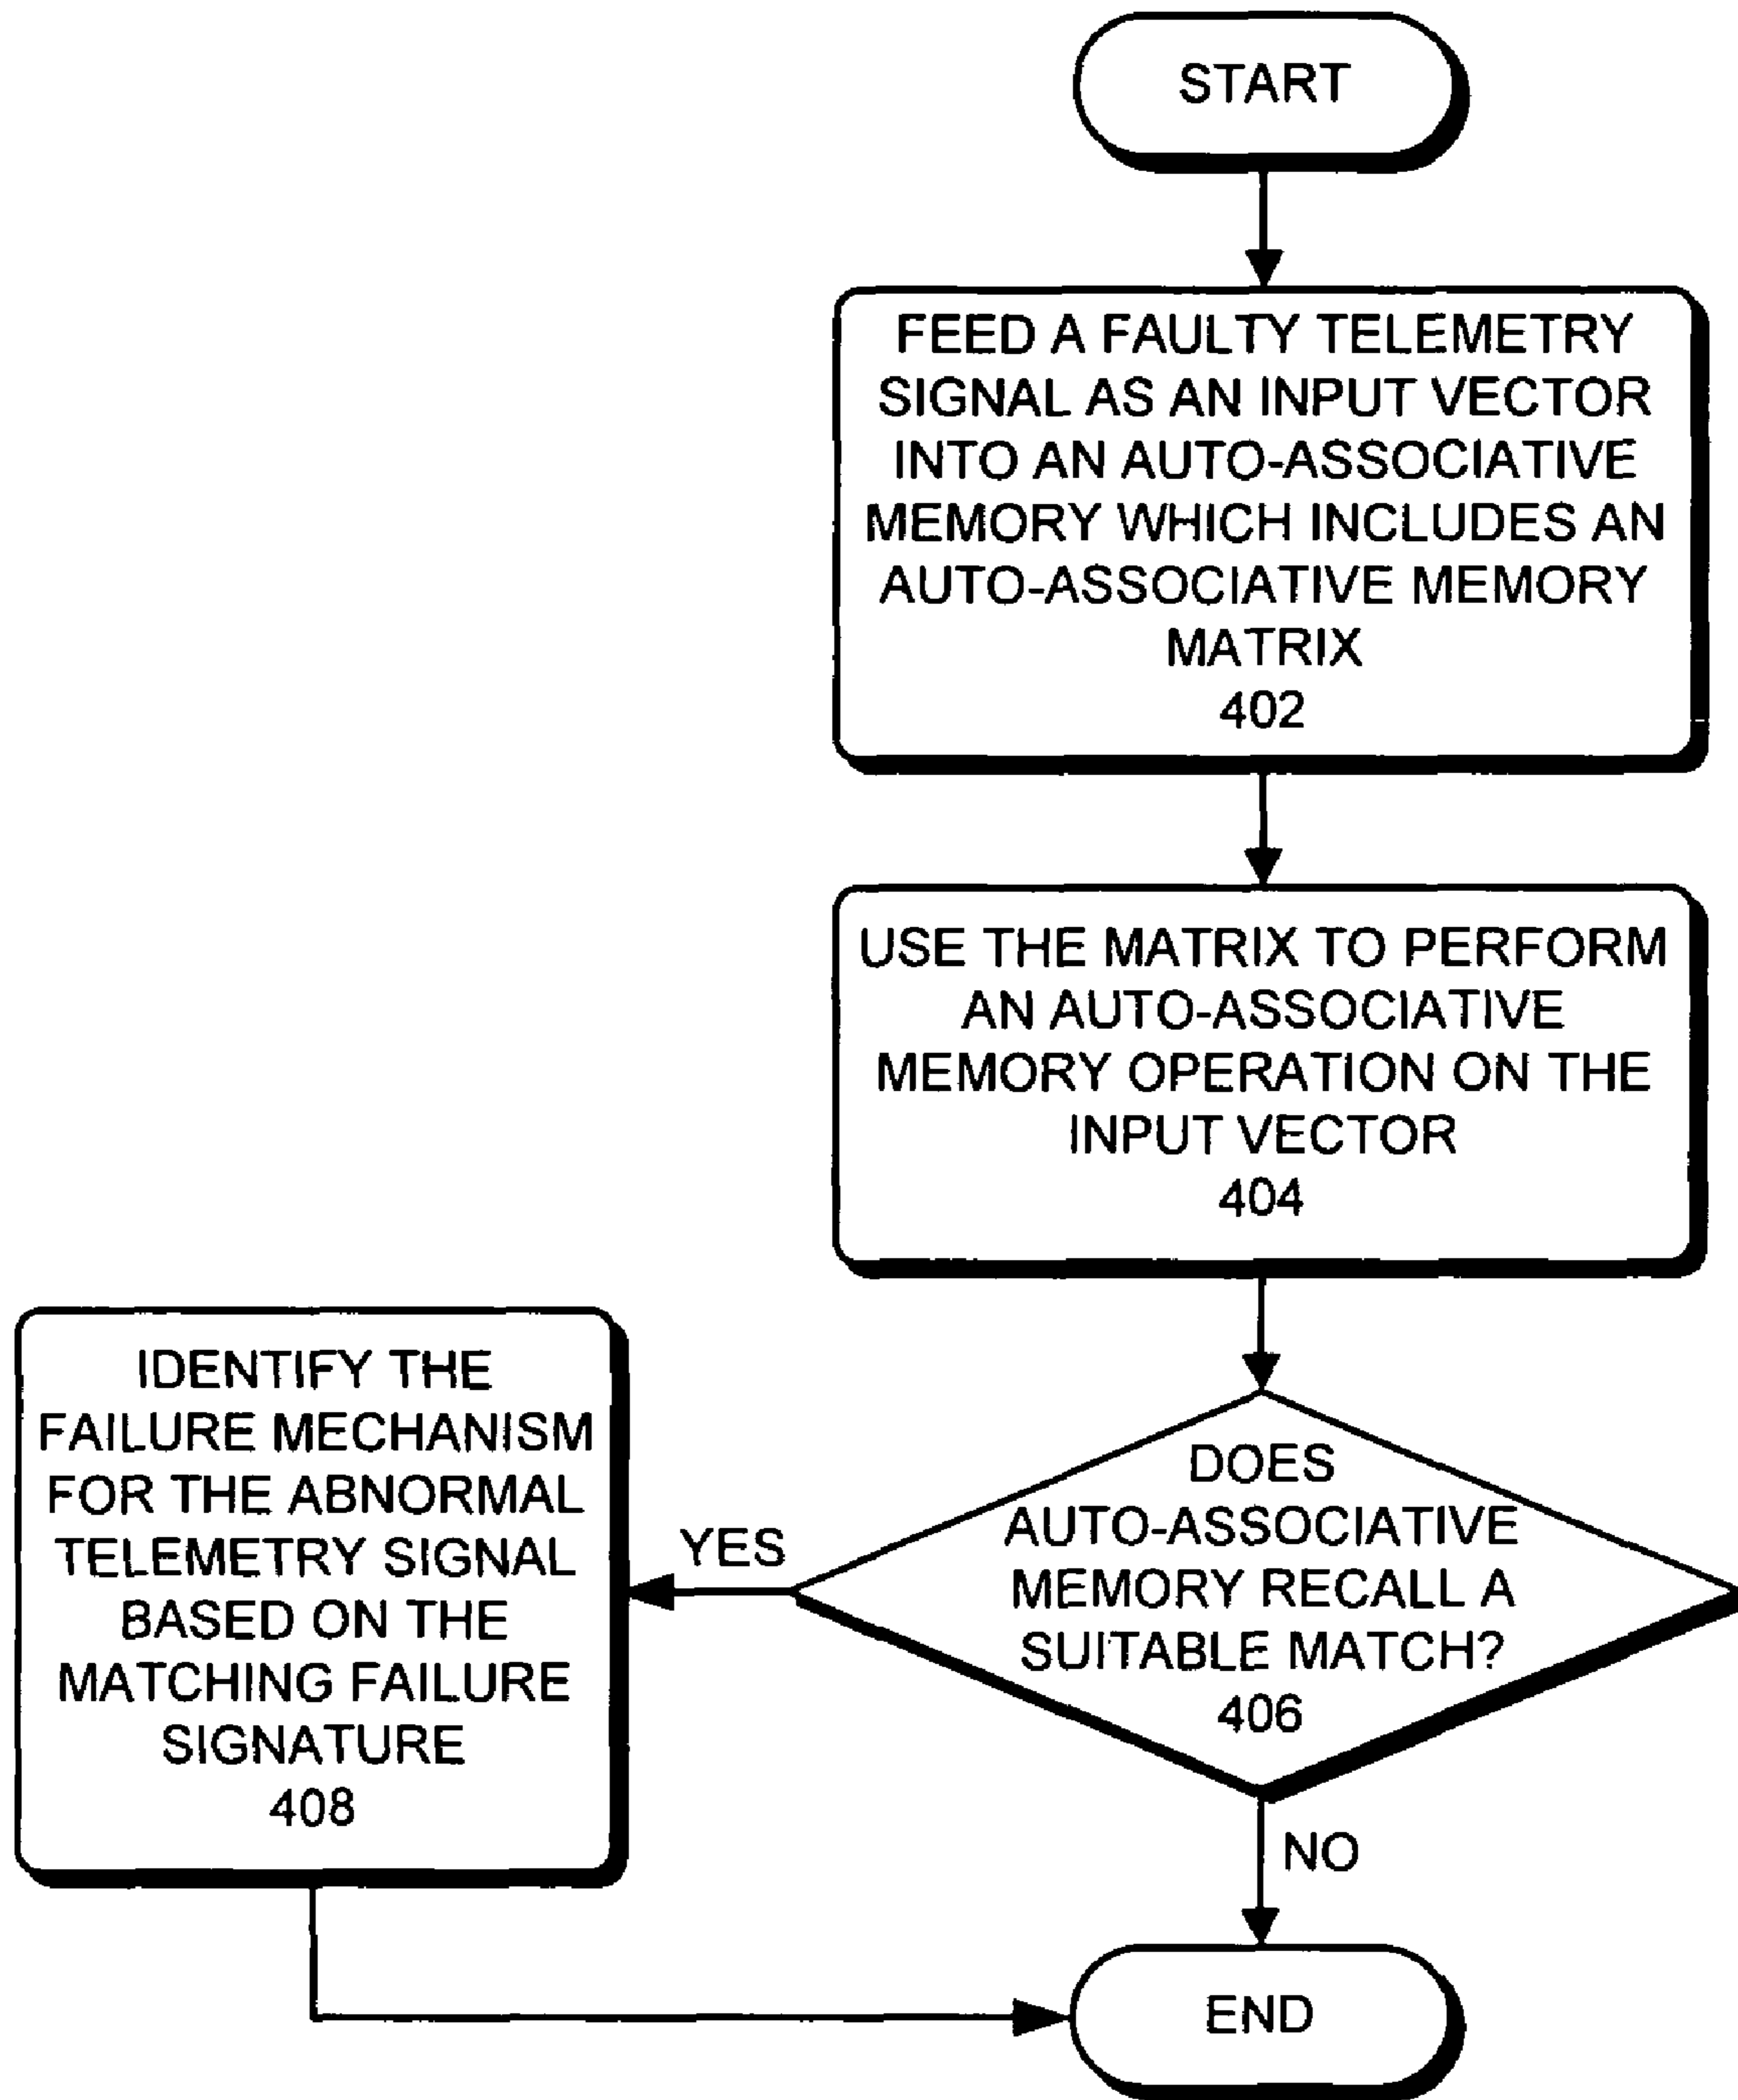 START
FEED A FAULTY TELEMETRY
SIGNAL AS AN INPUT VECTOR
INTO AN AUTO-ASSOCIATIVE
MEMORY WHICH INCLUDES AN
AUTO-ASSOCIATIVE MEMORY
MATRIX
402
USE THE MATRIX TO PERFORM
AN AUTO-ASSOCIATIVE
MEMORY OPERATION ON THE
INPUT VECTOR
404
DOES
AUTO-ASSOCIATIVE
MEMORY RECALL A
SUITABLE MATCH?
406
YES
IDENTIFY THE
FAILURE MECHANISM
FOR THE ABNORMAL
TELEMETRY SIGNAL
BASED ON THE
MATCHING FAILURE
SIGNATURE
408
NO
END